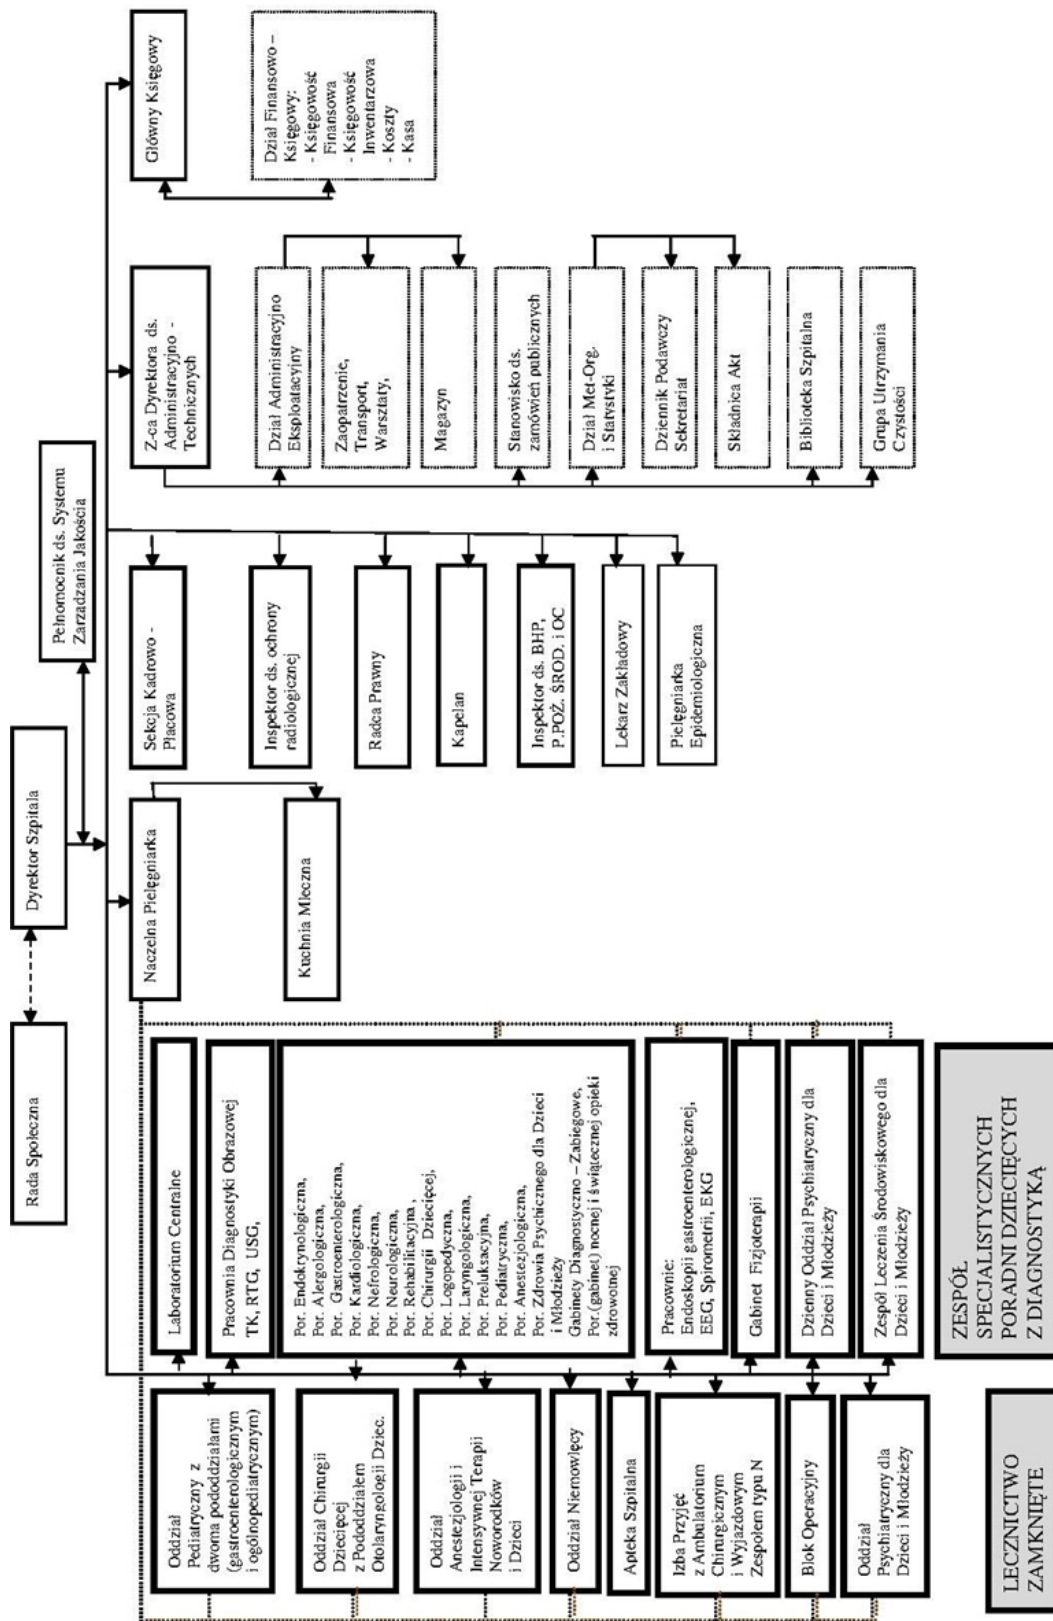 Rada Społeczna
Dyrektor Szpitala
Pełnomocnik ds. Systemu
Zarzadzania Jakościa
Naczelna Pielęgniarka
Kuchnia Mleczna
Sekcja Kadrowo -
Płacowa
Inspektor ds. ochrony
radiologicznej
Radca Prawny
Kapelan
Inspektor ds. BHP,
P.POŻ. ŚROD. i OC
Lekarz Zakładowy
Pielęgniarka
Epidemiologiczna
Z-ca Dyrektora ds.
Administracyjno -
Technicznych
Dział Administracyjno
Eksploatacyjny
Zaopatrzenie,
Transport,
Warsztaty,
Magazyn
Stanowisko ds.
zamówień publicznych
Dział Met-Org.
i Statvstvki
Dziennik Podawczy
Sekretariat
Składnica Akt
Biblioteka Szpitalna
Grupa Utrzymania
Czystości
Główny Księgowy
Dział Finansowo –
Księgowy:
- Księgowość
Finansowa
- Księgowość
Inwentarzowa
- Koszty
- Kasa
Oddział
Pediatryczny z
dwoma pododdziałami
(gastroenterologicznym
i ogólnopediatrycznym)
Oddział Chirurgii
Dziecięcej
z Pododdziałem
Otolaryngologii Dziec.
Oddział
Anestezjologii i
Intensywnej Terapii
Noworodków
i Dzieci
Oddział Niemowlęcy
Apteka Szpitalna
Izba Przyjęć
z Ambulatorium
Chirurgicznym
i Wyjazdowym
Zespołem typu N
Blok Operacyjny
Oddział
Psychiatryczny dla
Dzieci i Młodzieży
LECZNICTWO
ZAMKNIĘTE
Laboratorium Centralne
Pracownia Diagnostyki Obrazowej
TK, RTG, USG,
Por. Endokrynologiczna,
Por. Alergologiczna,
Por. Gastroenterologiczna,
Por. Kardiologiczna,
Por. Nefrologiczna,
Por. Neurologiczna,
Por. Rehabilitacyjna ,
Por. Chirurgii Dziecięcej,
Por. Logopedyczna,
Por. Laryngologiczna,
Por. Preluksacyjna,
Por. Pediatryczna,
Por. Anestezjologiczna,
Por. Zdrowia Psychicznego dla Dzieci
i Młodzieży
Gabinety Diagnostyczno – Zabiegowe,
Por.(gabinet) nocnej i świątecznej opieki
zdrowotnej
Pracownie:
Endoskopii gastroenterologicznej,
EEG, Spirometrii, EKG
Gabinet Fizjoterapii
Dzienny Oddział Psychiatryczny dla
Dzieci i Młodzieży
Zespół Leczenia Środowiskowego dla
Dzieci i Młodzieży
ZESPÓŁ
SPECJALISTYCZNYCH
PORADNI DZIECIĘCYCH
Z DIAGNOSTYKĄ